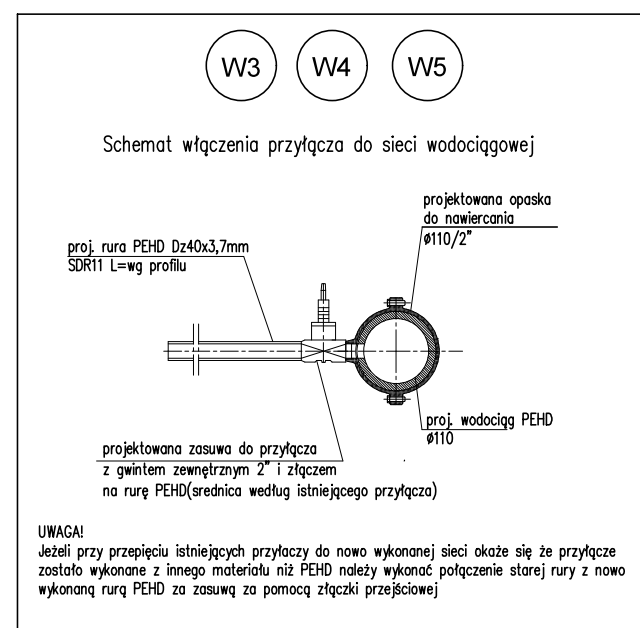 W3 W4 W5
Schemat włączenia przyłącza do sieci wodociągowej
projektowana opaska
do nawiercania
ø110/2"
proj. rura PEHD Dz40x3,7mm
SDR11 L=wg profilu
proj. wodociąg PEHD
ø110
projektowana zasuwa do przyłącza
z gwintem zewnętrznym 2" i złączem
na rurę PEHD(srednica według istniejącego przyłącza)
UWAGA!
Jeżeli przy przepięciu istniejących przyłaczy do nowo wykonanej sieci okaże się że przyłącze
zostało wykonane z innego materiału niż PEHD należy wykonać połączenie starej rury z nowo
wykonaną rurą PEHD za zasuwą za pomocą złączki przejściowej